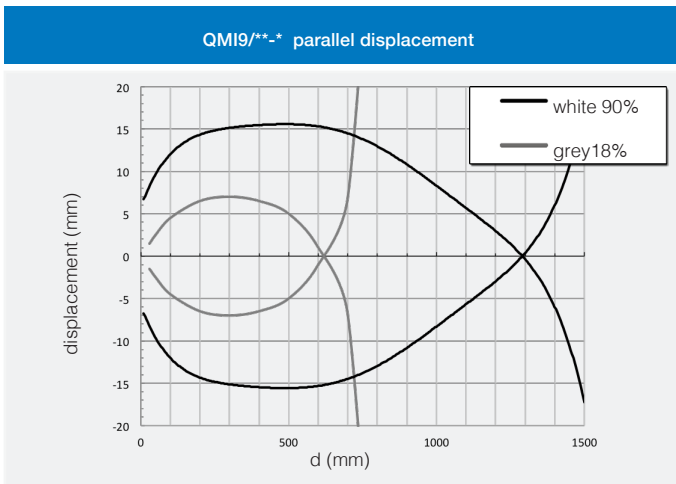 QMI9/**-* parallel displacement
white 90%
grey18%
20
15
10
5
0
-5
-10
-15
-20
displacement (mm)
0 500 1000 1500
d (mm)